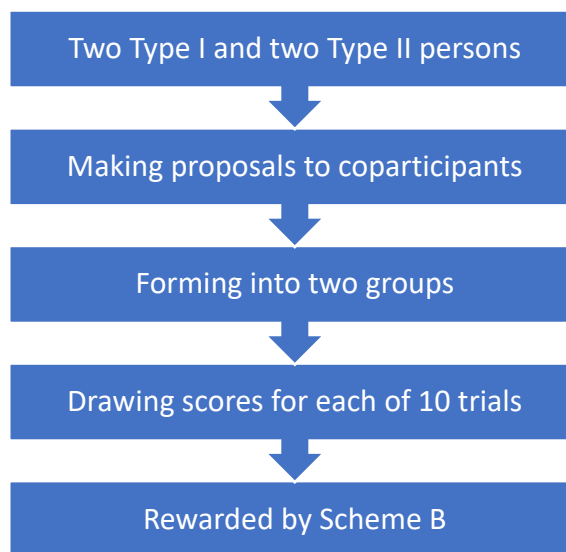 Two Type I and two Type II persons
Making proposals to coparticipants
Forming into two groups
Drawing scores for each of 10 trials
Rewarded by Scheme B